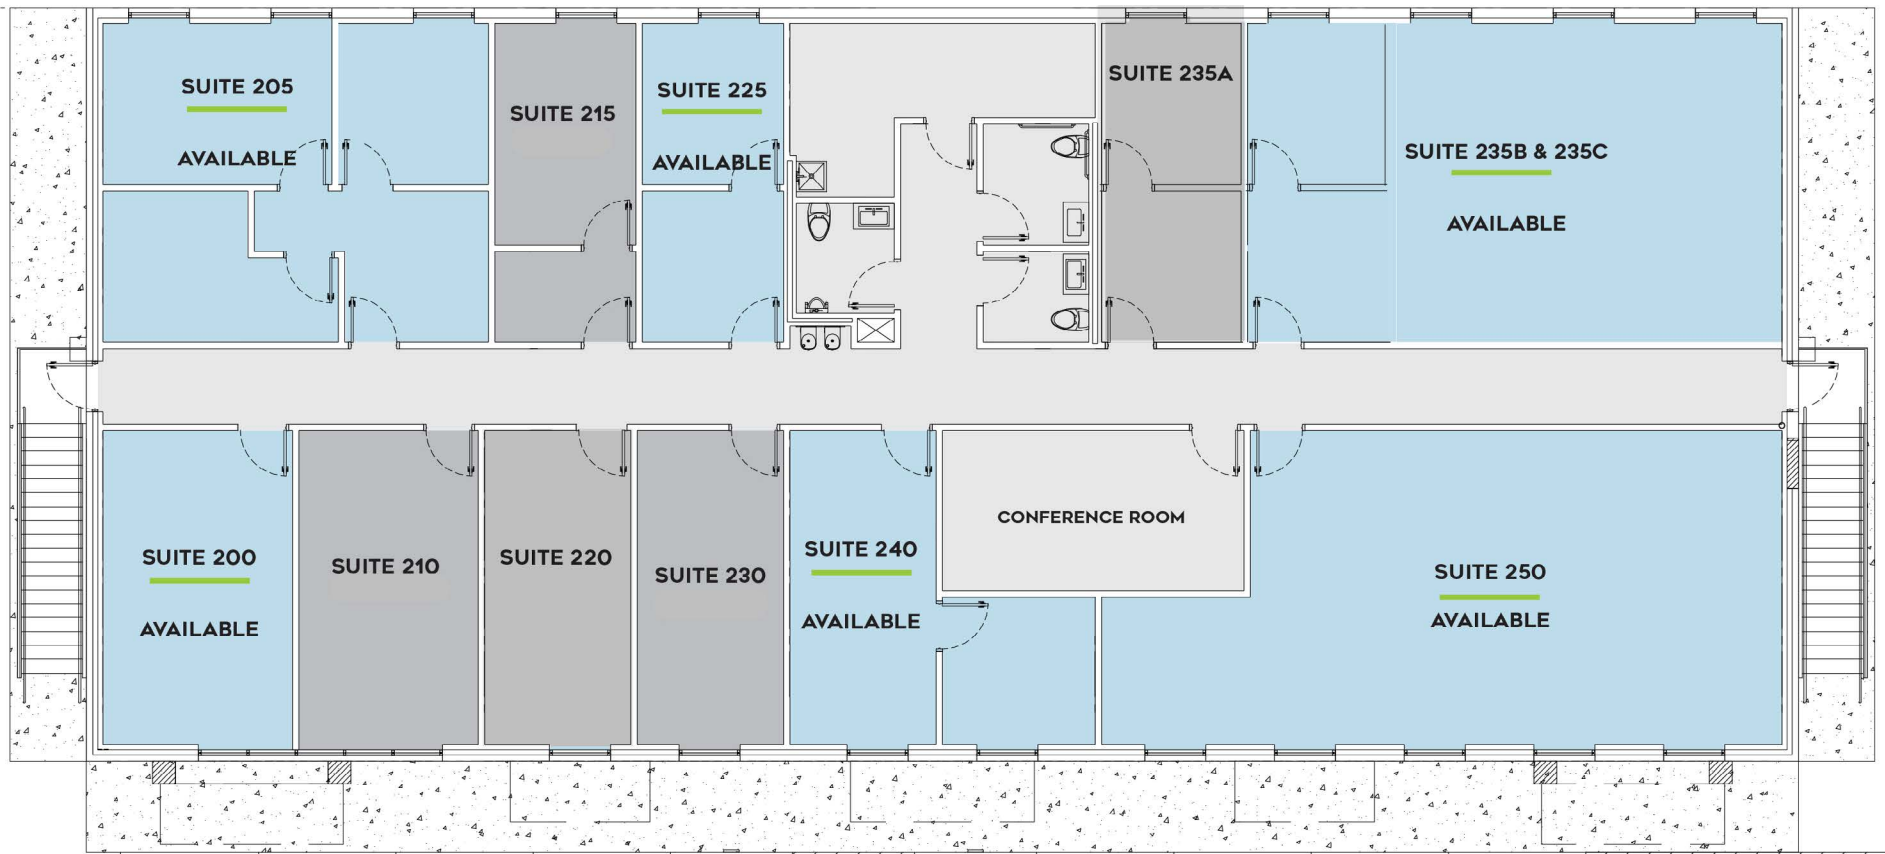 SUITE 205
AVAILABLE
SUITE 215
SUITE 225
AVAILABLE
SUITE 235A
SUITE 235B & 235C
AVAILABLE
SUITE 200
AVAILABLE
SUITE 210
SUITE 220
SUITE 230
SUITE 240
AVAILABLE
CONFERENCE ROOM
SUITE 250
AVAILABLE